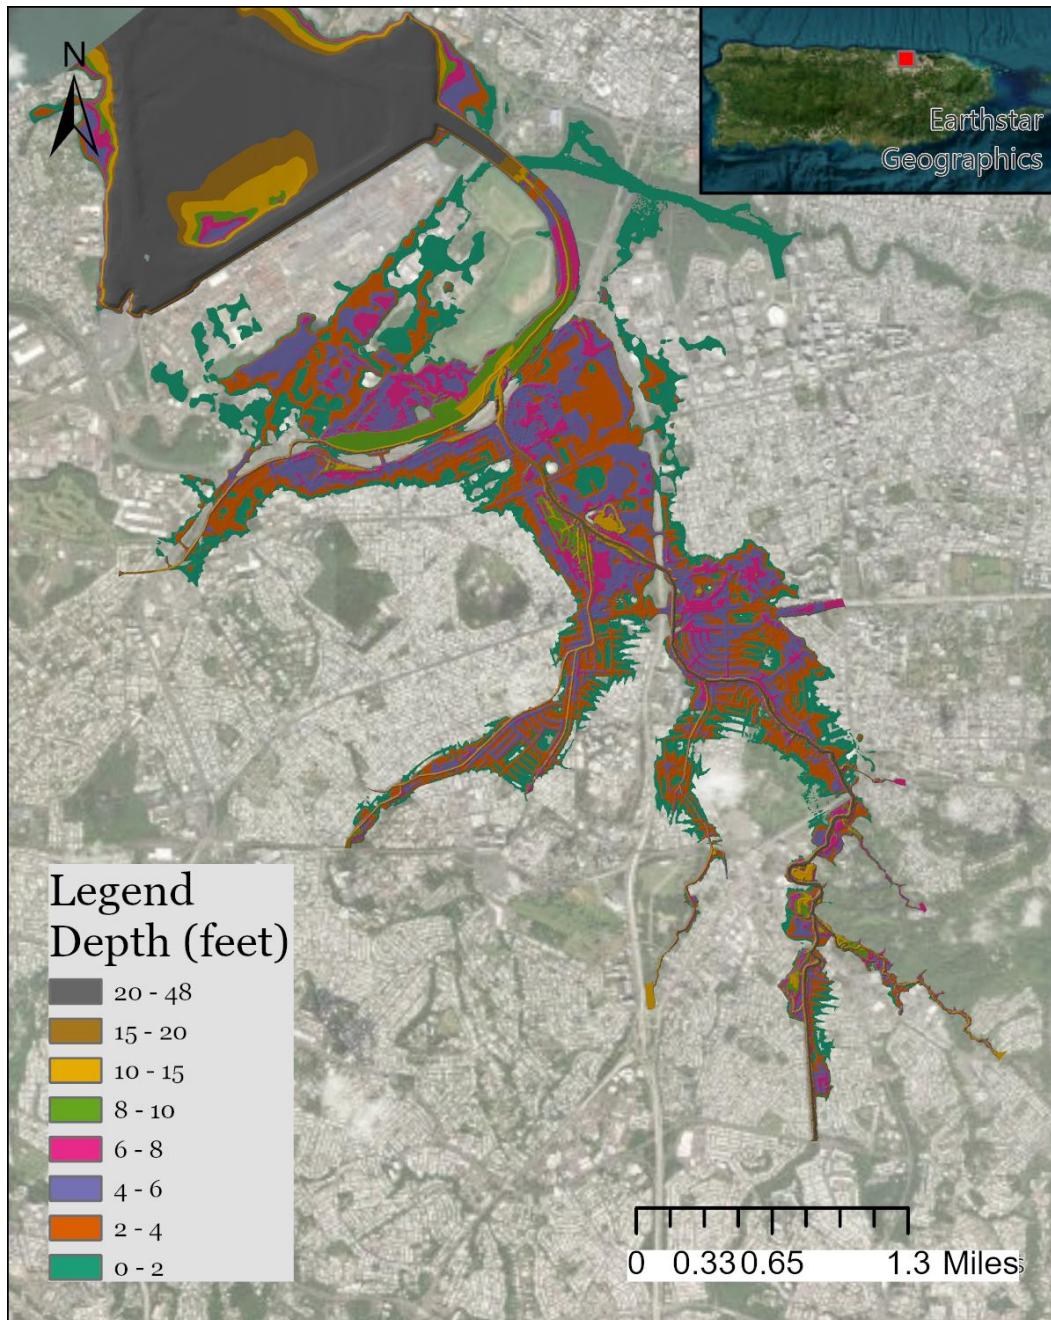 N
Earthstar
Geographics
Legend
Depth (feet)
20 - 48
15 - 20
10 - 15
8 - 10
6 - 8
4 - 6
2 - 4
0 - 2
0 0.33 0.65 1.3 Miles